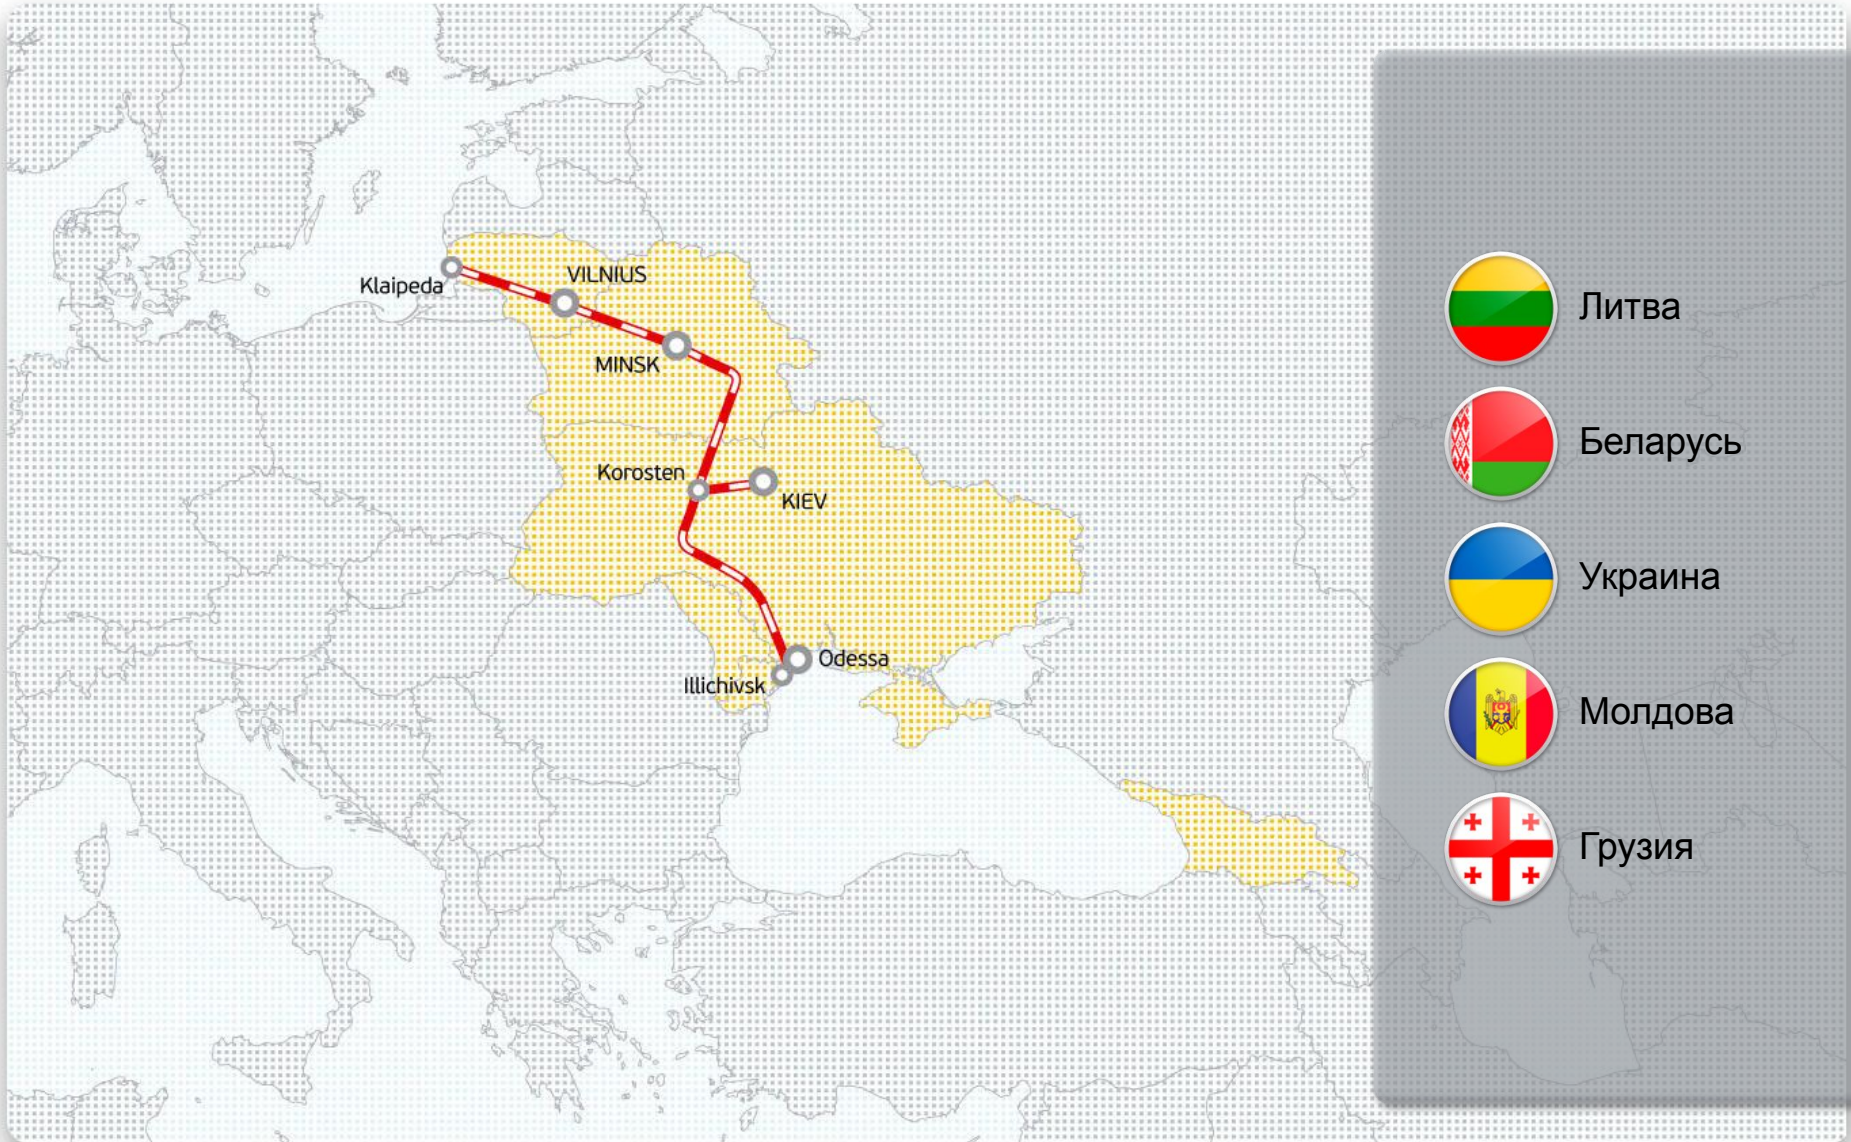 Klaipeda
VILNIUS
MINSK
Korosten
KIEV
Odessa
Illichivsk
Литва
Беларусь
Украина
Молдова
Грузия